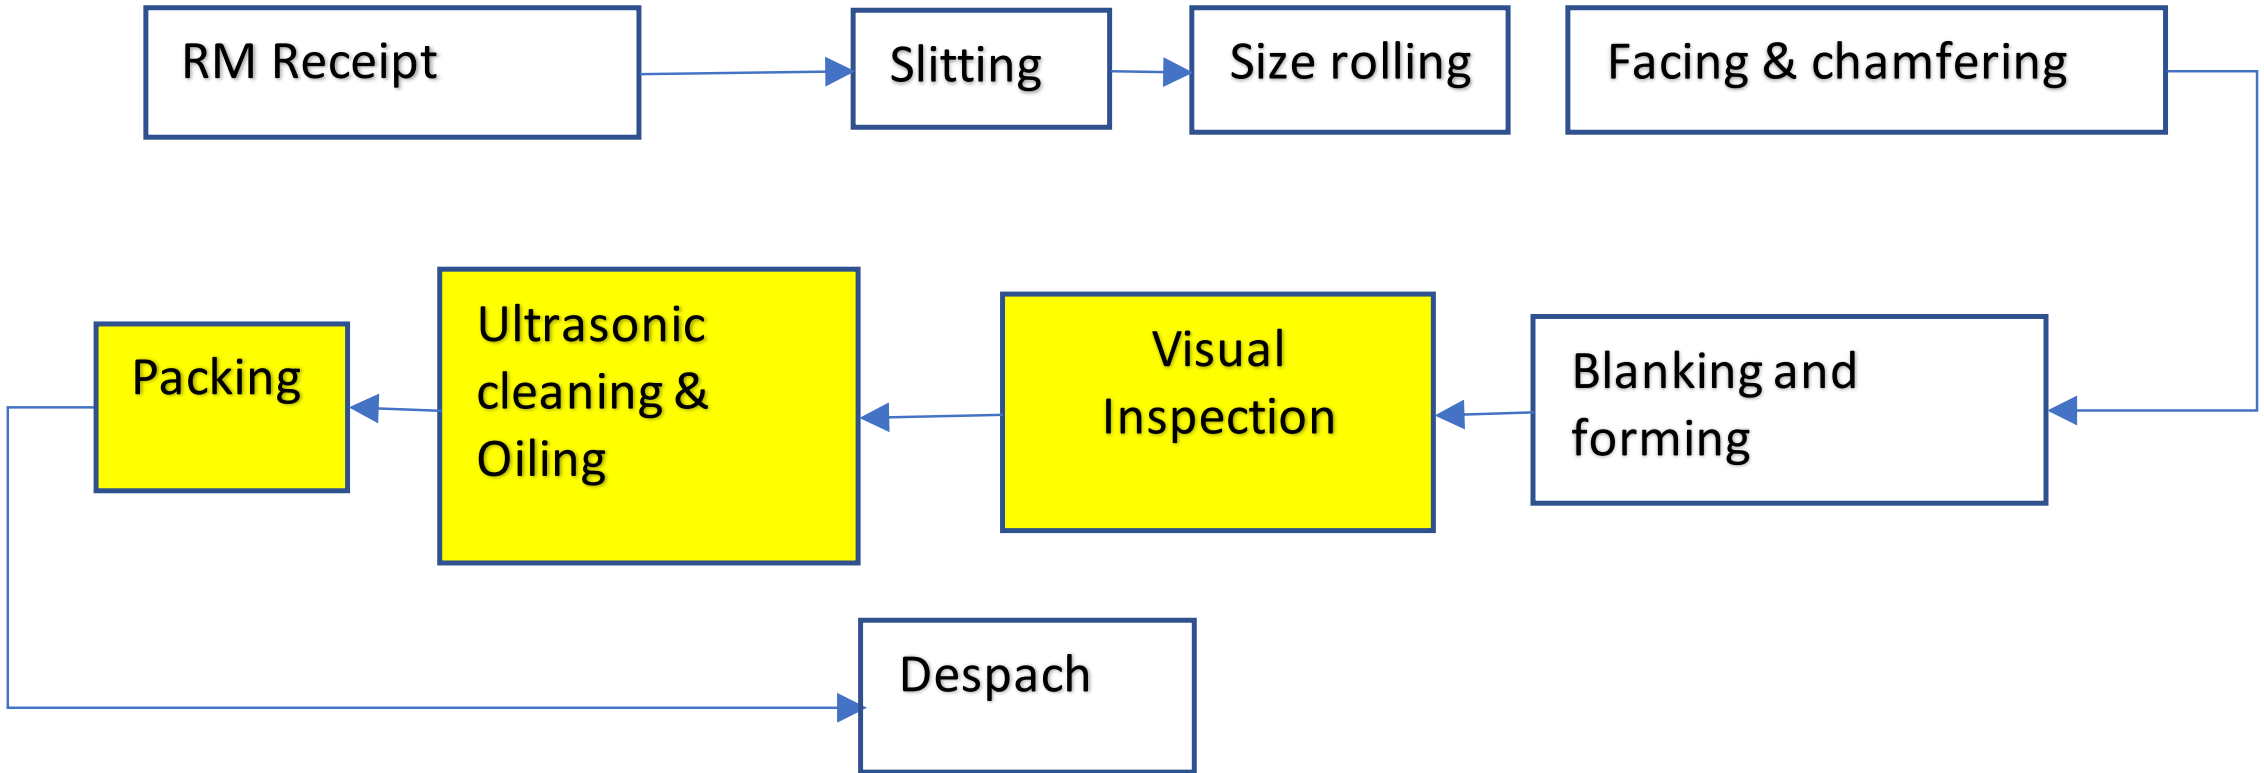 RM Receipt
Slitting
Size rolling
Facing & chamfering
Blanking and
forming
Visual
Inspection
Ultrasonic
cleaning &
Oiling
Packing
Despach